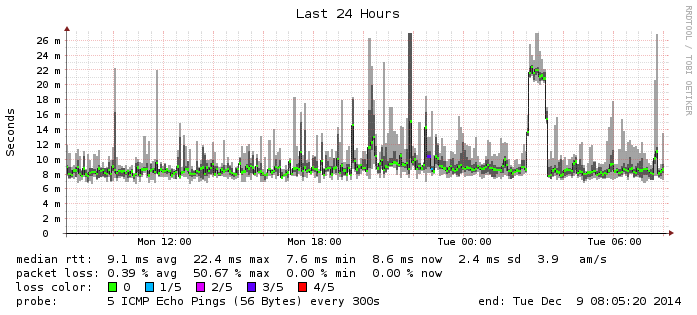 Last 24 Hours
RRDTOOL / TOBI OETIKER
Seconds
26 m
24 m
22 m
20 m
18 m
16 m
14 m
12 m
10 m
8 m
6 m
4 m
2 m
0
Mon 12:00 Mon 18:00 Tue 00:00 Tue 06:00
median rtt: 9.1 ms avg 22.4 ms max 7.6 ms min 8.6 ms now 2.4 ms sd 3.9 am/s
packet loss: 0.39 % avg 50.67 % max 0.00 % min 0.00 % now
loss color: 0 1/5 2/5 3/5 4/5
probe: 5 ICMP Echo Pings (56 Bytes) every 300s end: Tue Dec 9 08:05:20 2014